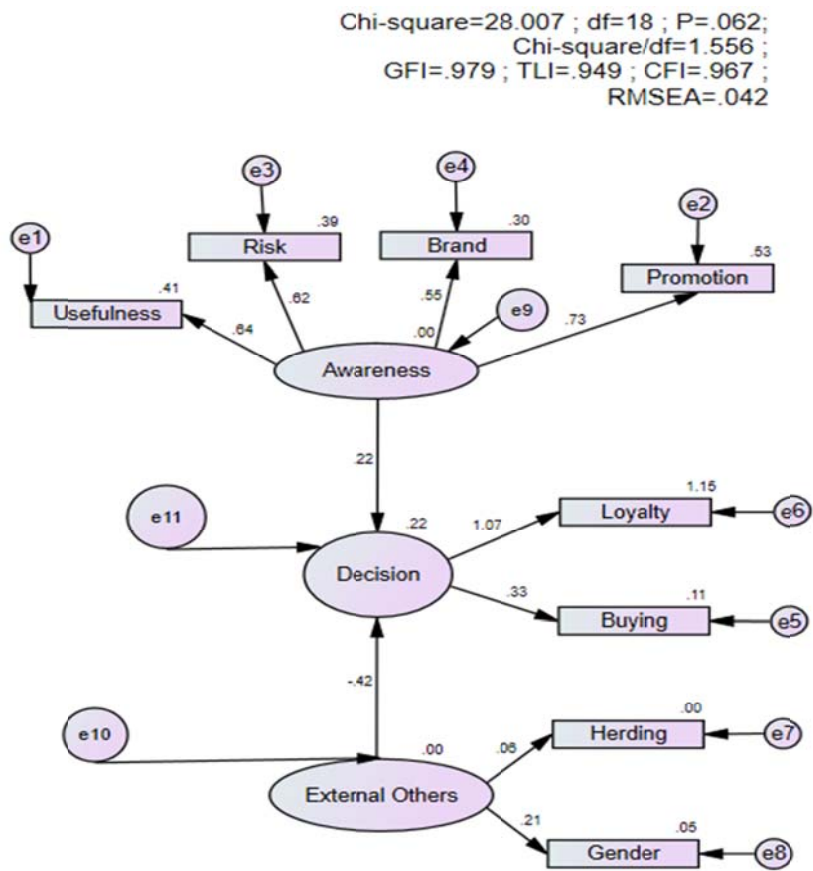 Chi-square=28.007 ; df=18 ; P=.062;
Chi-square/df=1.556 ;
GFI=.979 ; TLI=.949 ; CFI=.967 ;
RMSEA=.042
e3
e4
e2
e1
.39
.30
.53
Risk
Brand
Promotion
.41
Usefulness
.62
.55
e9
.64
.00
.73
Awareness
.22
1.15
e11
.22
1.07
Loyalty
e6
Decision
.33
.11
Buying
e5
-.42
.00
e10
.00
.06
Herding
e7
External Others
.21
.05
Gender
e8